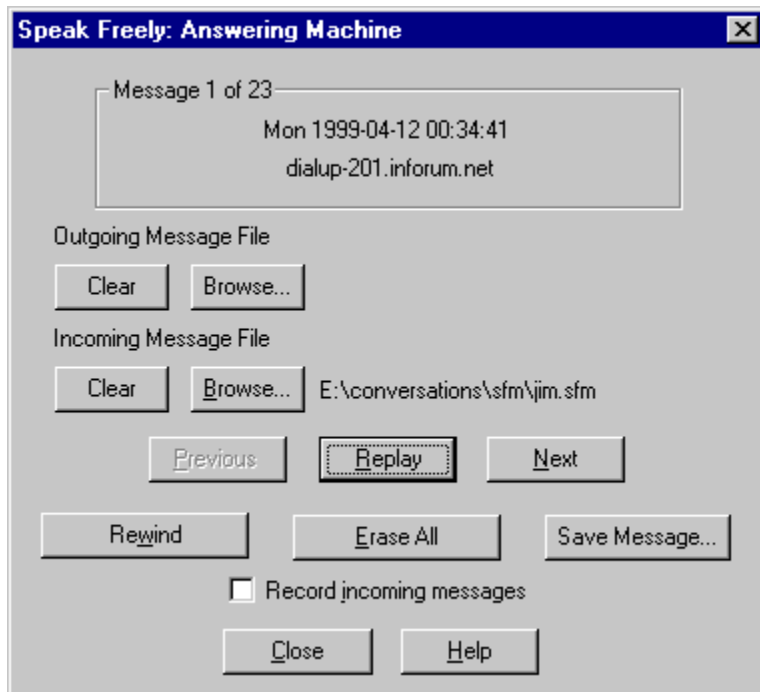 Speak Freely: Answering Machine
Message 1 of 23
Mon 1999-04-12 00:34:41
dialup-201.inforum.net
Outgoing Message File
Clear Browse...
Incoming Message File
Clear Browse... E:\conversations\sfm\jim.sfm
Previous Replay Next
Rewind Erase All Save Message...
Record incoming messages
Close Help